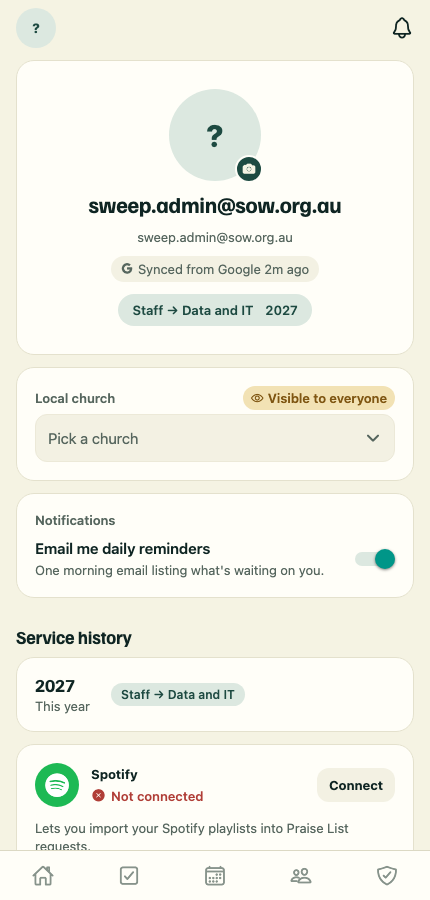 ?
?
sweep.admin@sow.org.au
sweep.admin@sow.org.au
G Synced from Google 2m ago
Staff → Data and IT 2027
Local church
Visible to everyone
Pick a church
Notifications
Email me daily reminders
One morning email listing what's waiting on you.
Service history
2027
This year
Staff → Data and IT
Spotify
Not connected
Connect
Lets you import your Spotify playlists into Praise List
requests.